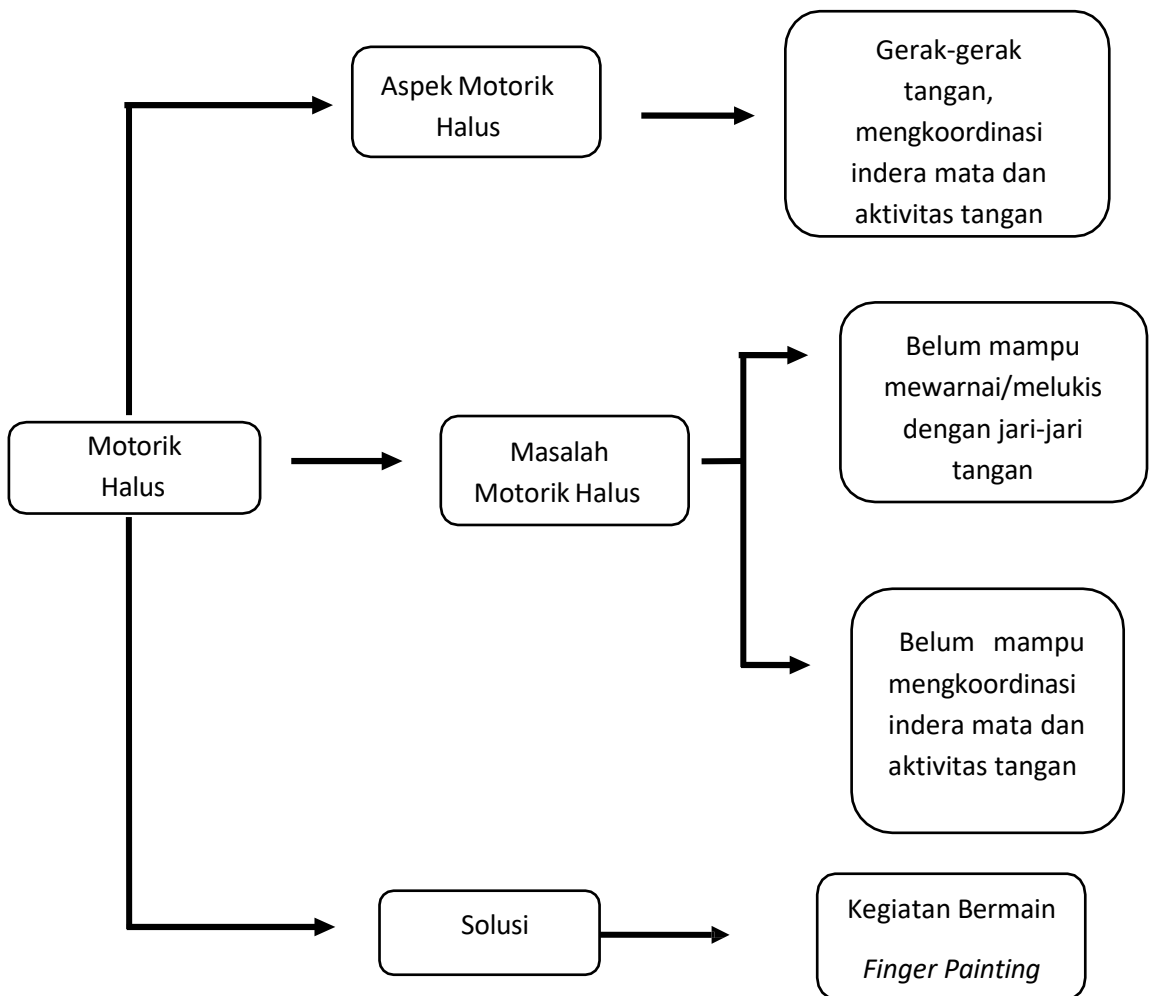 Aspek Motorik
Halus
Gerak-gerak
tangan,
mengkoordinasi
indera mata dan
aktivitas tangan
Motorik
Halus
Masalah
Motorik Halus
Belum mampu
mewarnai/melukis
dengan jari-jari
tangan
Belum mampu
mengkoordinasi
indera mata dan
aktivitas tangan
Solusi
Kegiatan Bermain
Finger Painting